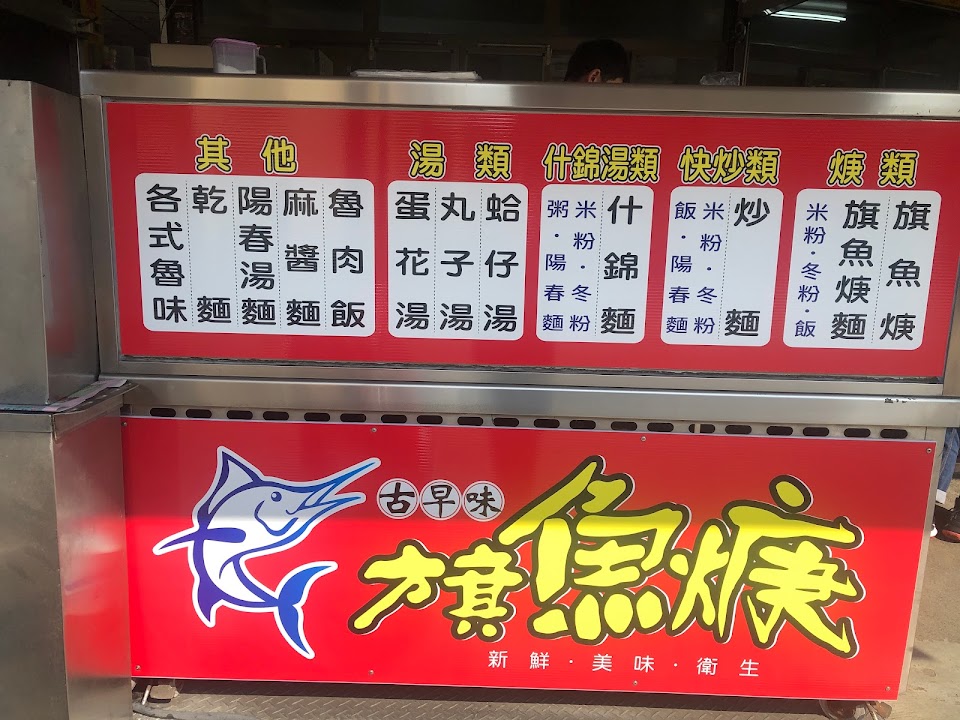 其他
湯類
什錦湯類
快炒類
焿類
各式魯味
乾麵
陽春湯麵
麻醬麵
魯肉飯
蛋花湯
丸子湯
蛤仔湯
粥·陽春麵
米粉·冬粉
什錦麵
飯·陽春麵
米粉·冬粉
炒麵
米粉·冬粉·飯
旗魚焿麵
旗魚焿
古早味
旗魚焿
新鮮·美味·衛生